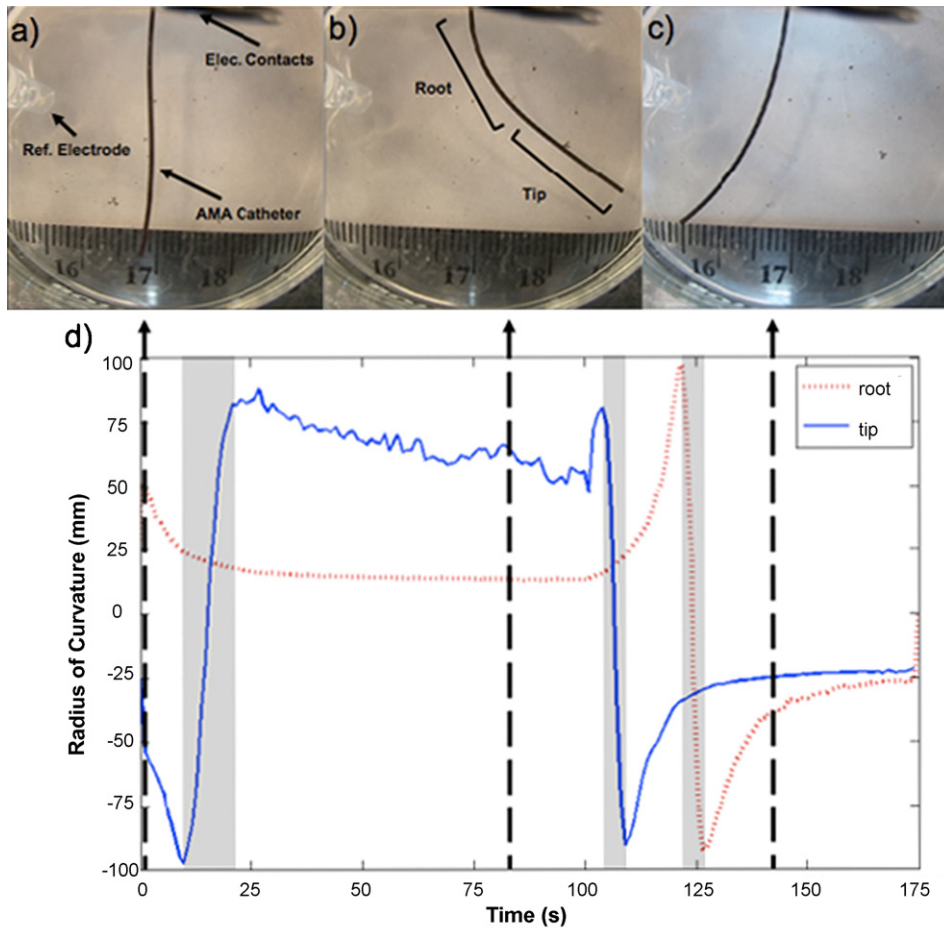 a)
Elec. Contacts
Ref. Electrode
AMA Catheter
16
17
18
b)
Root
Tip
16
17
18
c)
16
17
18
d)
100
75
50
25
0
-25
-50
-75
-100
Radius of Curvature (mm)
root
tip
0
25
50
75
100
125
150
175
Time (s)